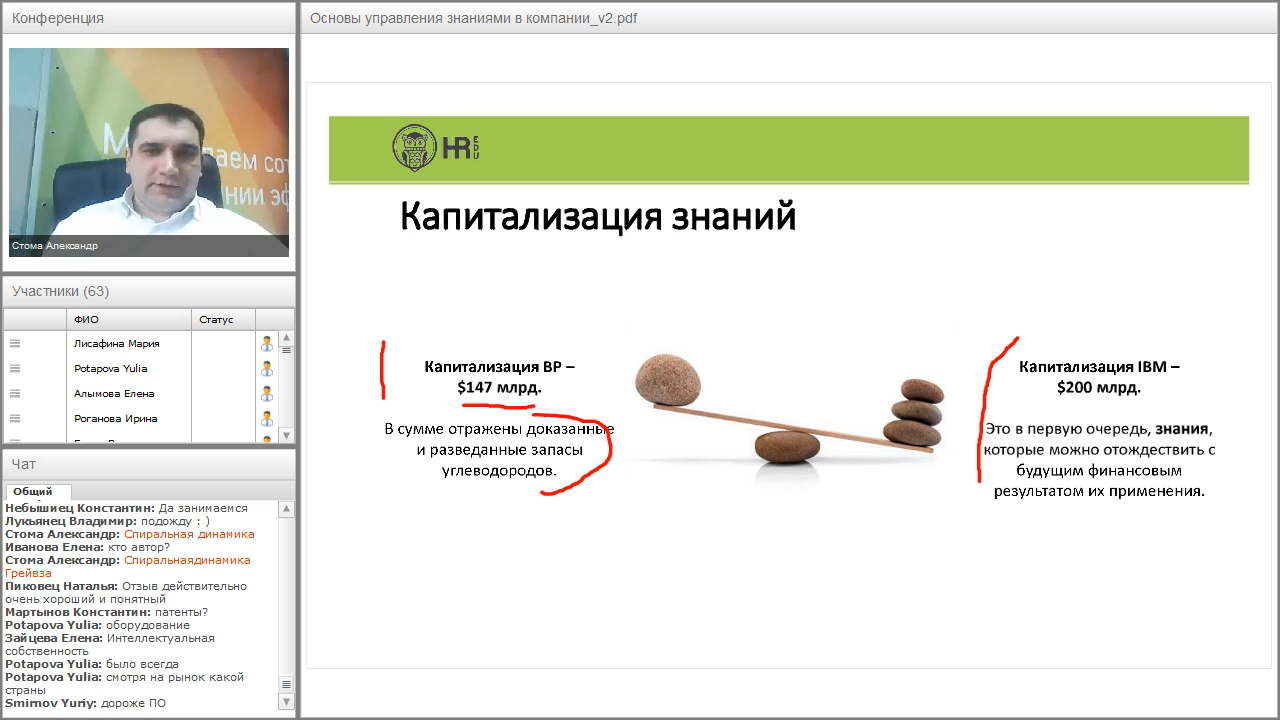 Конференция
Стома Александр
Участники (63)
ФИО
Статус
Лисафина Мария
Potapova Yulia
Алымова Елена
Роганова Ирина
Чат
Общий
Небышиец Константин: Да занимаемся
Лукьянец Владимир: подожду : )
Стома Александр: Спиральная динамика
Иванова Елена: кто автор?
Стома Александр: Спиральнаядинамика
Грейвза
Пиковец Наталья: Отзыв действительно
очень хороший и понятный
Мартынов Константин: патенты?
Potapova Yulia: оборудование
Зайцева Елена: Интеллектуальная
собственность
Potapova Yulia: было всегда
Potapova Yulia: смотря на рынок какой
страны
Smirnov Yuriy: дороже ПО
Основы управления знаниями в компании_v2.pdf
HR EDU
Капитализация знаний
Капитализация BP –
$147 млрд.
В сумме отражены доказанные
и разведанные запасы
углеводородов.
Капитализация IBM –
$200 млрд.
Это в первую очередь, знания,
которые можно отождествить с
будущим финансовым
результатом их применения.